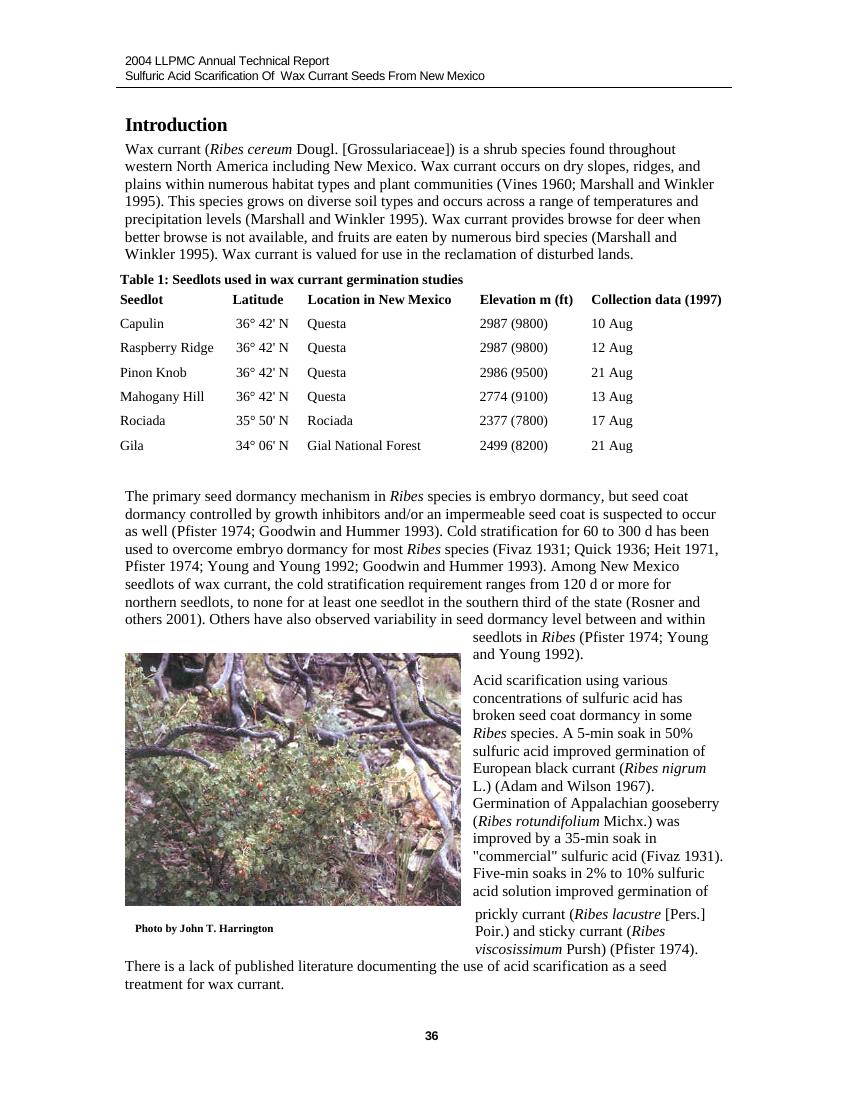 2004 LLPMC Annual Technical Report
Sulfuric Acid Scarification Of  Wax Currant Seeds From New Mexico
Introduction
Wax currant (Ribes cereum Dougl. [Grossulariaceae]) is a shrub species found throughout
western North America including New Mexico. Wax currant occurs on dry slopes, ridges, and
plains within numerous habitat types and plant communities (Vines 1960; Marshall and Winkler
1995). This species grows on diverse soil types and occurs across a range of temperatures and
precipitation levels (Marshall and Winkler 1995). Wax currant provides browse for deer when
better browse is not available, and fruits are eaten by numerous bird species (Marshall and
Winkler 1995). Wax currant is valued for use in the reclamation of disturbed lands.
Table 1: Seedlots used in wax currant germination studies
Seedlot Latitude Location in New Mexico Elevation m (ft) Collection data (1997)
Capulin 36° 42' N Questa 2987 (9800) 10 Aug
Raspberry Ridge 36° 42' N Questa 2987 (9800) 12 Aug
Pinon Knob 36° 42' N Questa 2986 (9500) 21 Aug
Mahogany Hill 36° 42' N Questa 2774 (9100) 13 Aug
Rociada 35° 50' N Rociada 2377 (7800) 17 Aug
Gila 34° 06' N Gial National Forest 2499 (8200) 21 Aug
The primary seed dormancy mechanism in Ribes species is embryo dormancy, but seed coat
dormancy controlled by growth inhibitors and/or an impermeable seed coat is suspected to occur
as well (Pfister 1974; Goodwin and Hummer 1993). Cold stratification for 60 to 300 d has been
used to overcome embryo dormancy for most Ribes species (Fivaz 1931; Quick 1936; Heit 1971,
Pfister 1974; Young and Young 1992; Goodwin and Hummer 1993). Among New Mexico
seedlots of wax currant, the cold stratification requirement ranges from 120 d or more for
northern seedlots, to none for at least one seedlot in the southern third of the state (Rosner and
others 2001). Others have also observed variability in seed dormancy level between and within
seedlots in Ribes (Pfister 1974; Young
and Young 1992).
Acid scarification using various
concentrations of sulfuric acid has
broken seed coat dormancy in some
Ribes species. A 5-min soak in 50%
sulfuric acid improved germination of
European black currant (Ribes nigrum
L.) (Adam and Wilson 1967).
Germination of Appalachian gooseberry
(Ribes rotundifolium Michx.) was
improved by a 35-min soak in
"commercial" sulfuric acid (Fivaz 1931).
Five-min soaks in 2% to 10% sulfuric
acid solution improved germination of
prickly currant (Ribes lacustre [Pers.]
Poir.) and sticky currant (Ribes
viscosissimum Pursh) (Pfister 1974).
Photo by John T. Harrington
There is a lack of published literature documenting the use of acid scarification as a seed
treatment for wax currant.
36